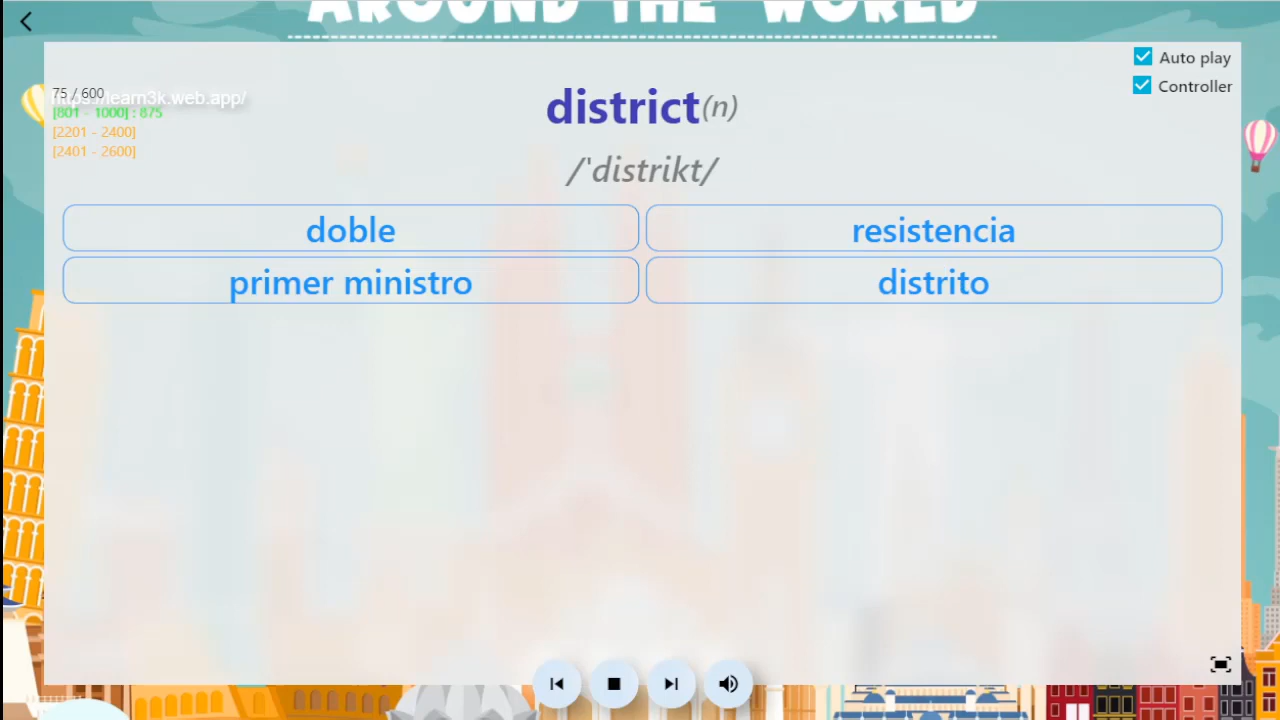 AROUND THE WORLD
Auto play
Controller
75 / 600
https://learn3k.web.app/
[801 - 1000] : 875
[2201 - 2400]
[2401 - 2600]
district(n)
/'distrikt/
doble
resistencia
primer ministro
distrito